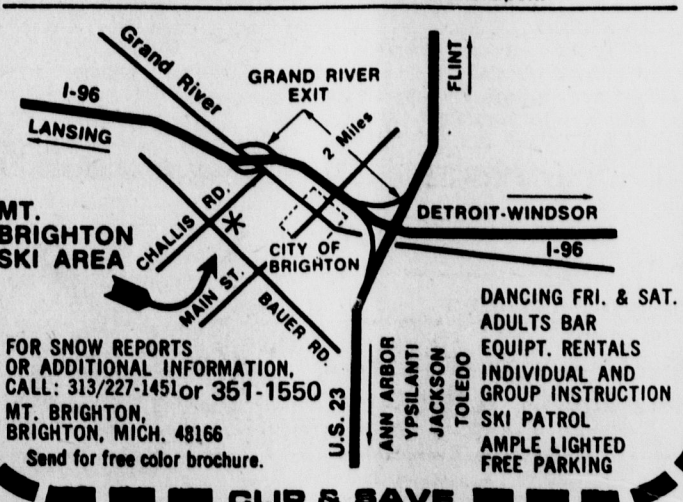 Grand River
GRAND RIVER
EXIT
FLINT
I-96
LANSING
2 Miles
MT.
BRIGHTON
SKI AREA
CHALLIS RD.
CITY OF
BRIGHTON
DETROIT-WINDSOR
I-96
MAIN ST.
BAUER RD.
U.S. 23
ANN ARBOR
YPSILANTI
JACKSON
TOLEDO
FOR SNOW REPORTS
OR ADDITIONAL INFORMATION,
CALL: 313/227-1451 or 351-1550
MT. BRIGHTON,
BRIGHTON, MICH. 48166
Send for free color brochure.
DANCING FRI. & SAT.
ADULTS BAR
EQUIPT. RENTALS
INDIVIDUAL AND
GROUP INSTRUCTION
SKI PATROL
AMPLE LIGHTED
FREE PARKING
CLIP & SAVE